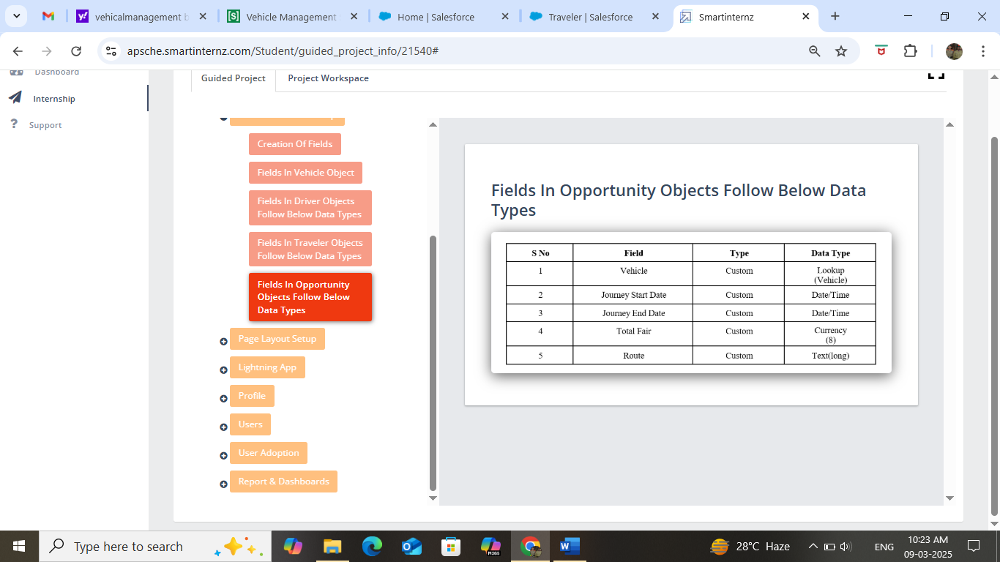 vehicalmanagement b
Vehicle Management
Home | Salesforce
Traveler | Salesforce
Smartinternz
apsche.smartinternz.com/Student/guided_project_info/21540#
Dashboard
Internship
Support
Guided Project
Project Workspace
Creation Of Fields
Fields In Vehicle Object
Fields In Driver Objects
Follow Below Data Types
Fields In Traveler Objects
Follow Below Data Types
Fields In Opportunity
Objects Follow Below
Data Types
Page Layout Setup
Lightning App
Profile
Users
User Adoption
Report & Dashboards
Fields In Opportunity Objects Follow Below Data
Types
S No Field Type Data Type
1 Vehicle Custom Lookup
(Vehicle)
2 Journey Start Date Custom Date/Time
3 Journey End Date Custom Date/Time
4 Total Fair Custom Currency
(8)
5 Route Custom Text(long)
Type here to search
28°C Haze
ENG
10:23 AM
09-03-2025